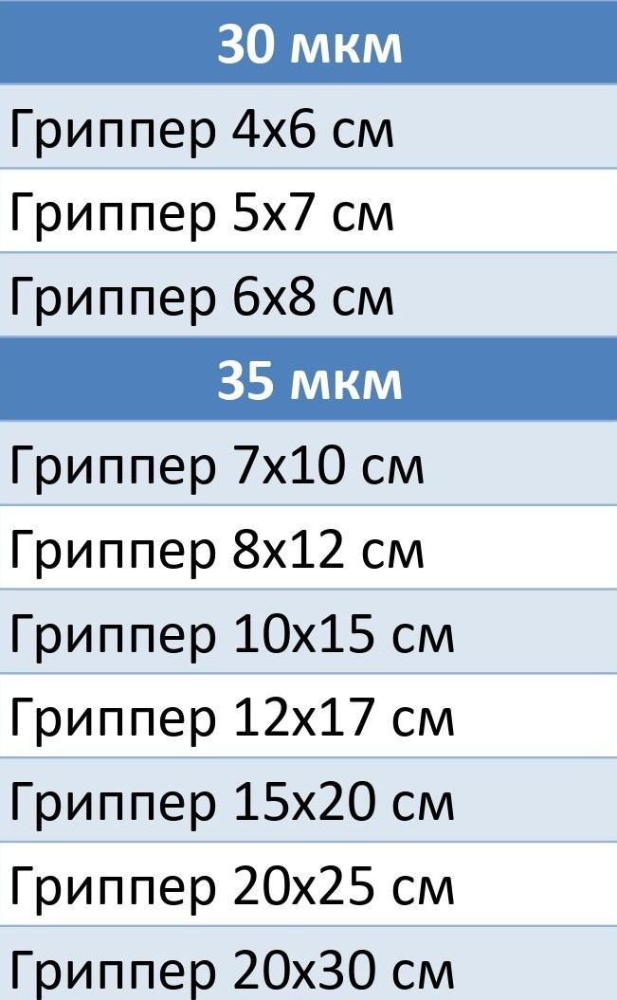 30 мкм
Гриппер 4х6 см
Гриппер 5х7 см
Гриппер 6х8 см
35 мкм
Гриппер 7х10 см
Гриппер 8х12 см
Гриппер 10х15 см
Гриппер 12х17 см
Гриппер 15х20 см
Гриппер 20х25 см
Гриппер 20х30 см